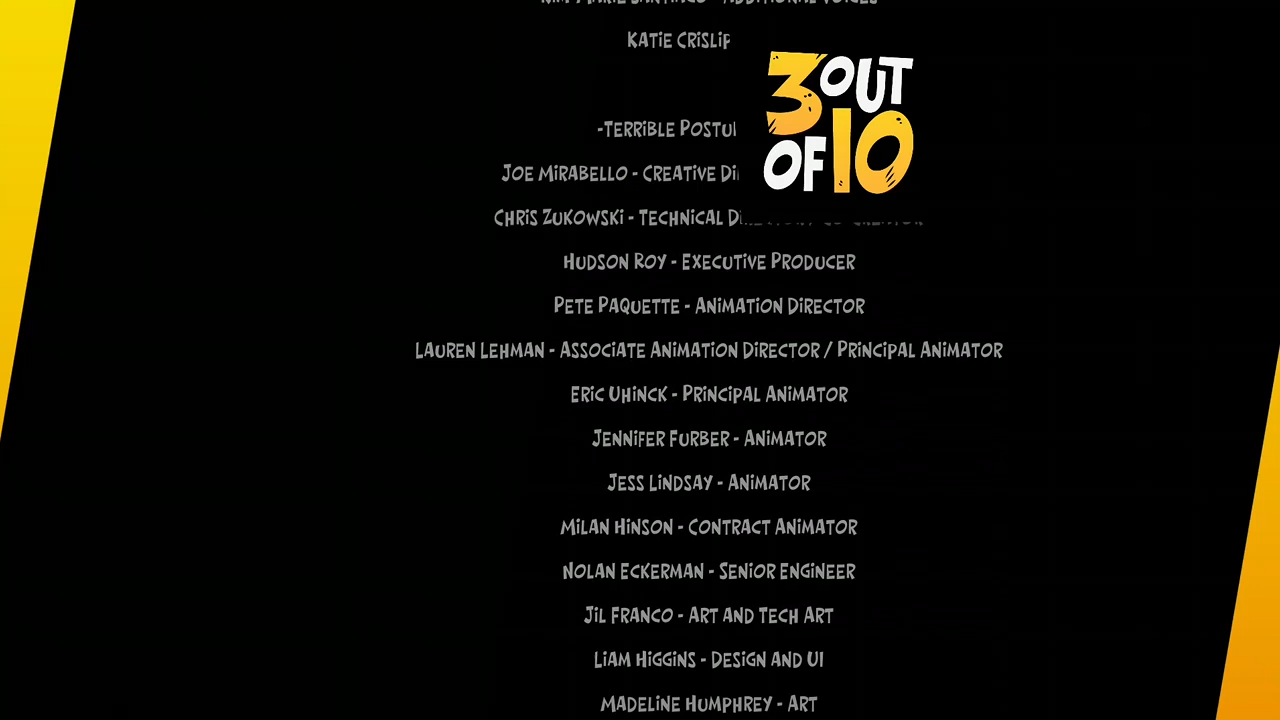 KATIE CRISLIP
3 OUT OF 10
-TERRIBLE POSTU
JOE MIRABELLO - CREATIVE DI
CHRIS ZUKOWSKI - TECHNICAL D
HUDSON ROY - EXECUTIVE PRODUCER
PETE PAQUETTE - ANIMATION DIRECTOR
LAUREN LEHMAN - ASSOCIATE ANIMATION DIRECTOR / PRINCIPAL ANIMATOR
ERIC UHINCK - PRINCIPAL ANIMATOR
JENNIFER FURBER - ANIMATOR
JESS LINDSAY - ANIMATOR
MILAN HINSON - CONTRACT ANIMATOR
NOLAN ECKERMAN - SENIOR ENGINEER
JIL FRANCO - ART AND TECH ART
LIAM HIGGINS - DESIGN AND UI
MADELINE HUMPHREY - ART